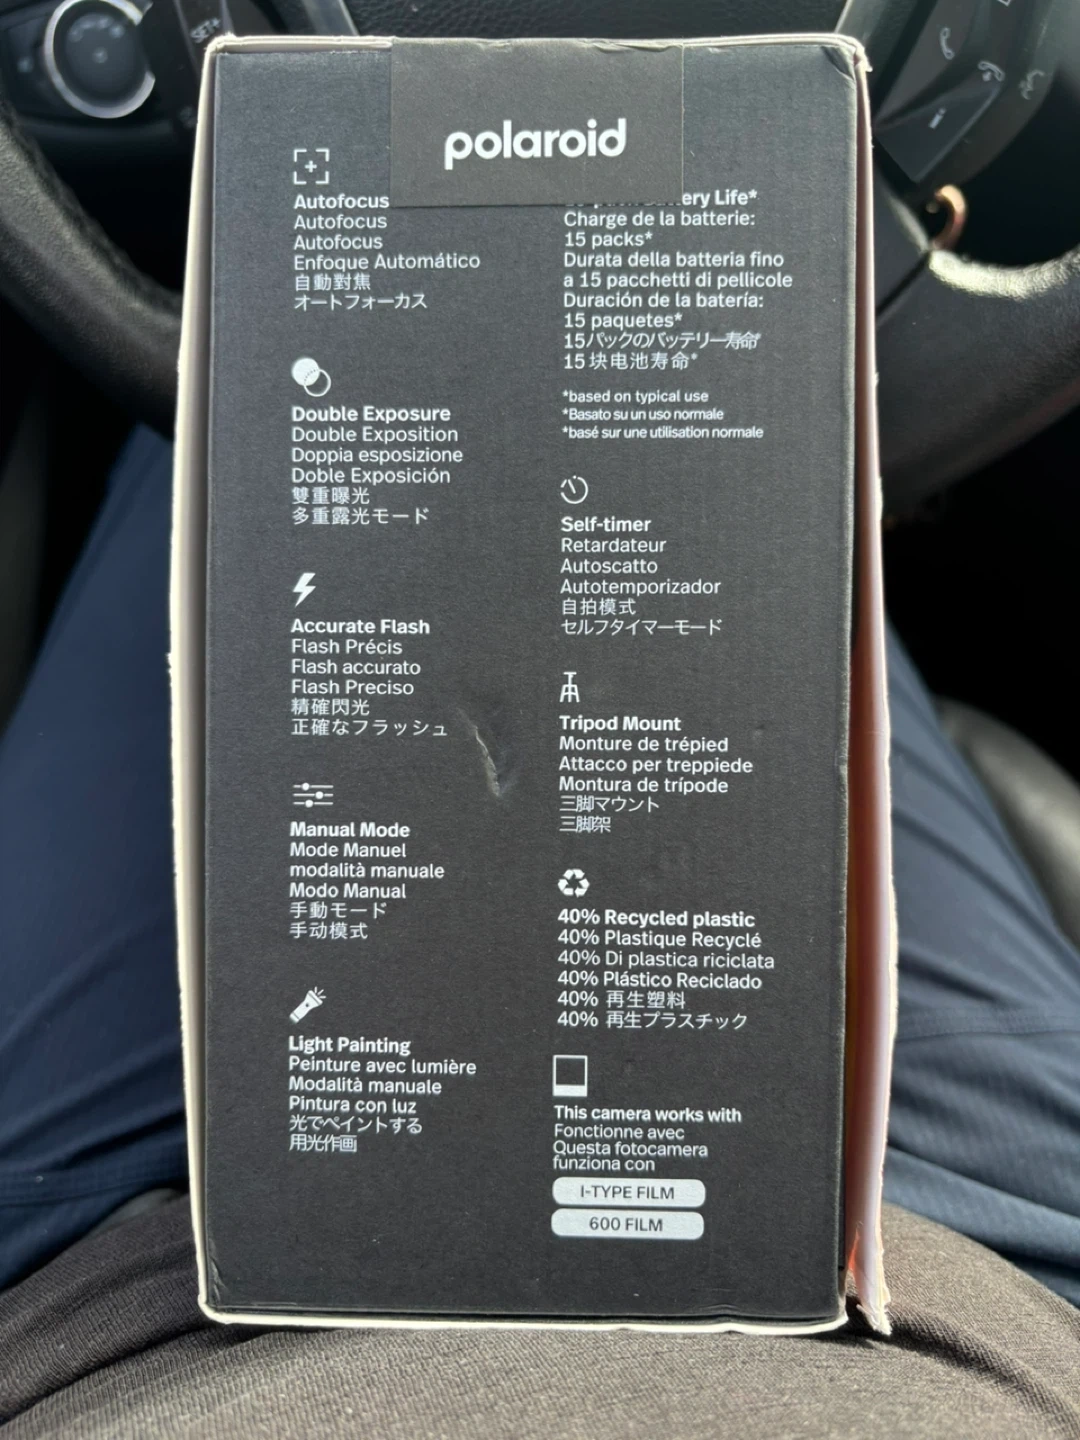 SET+
polaroid
Autofocus
Autofocus
Autofocus
Enfoque Automático
自動對焦
オートフォーカス
Double Exposure
Double Exposition
Doppia esposizione
Doble Exposición
雙重曝光
多重露光モード
Accurate Flash
Flash Précis
Flash accurato
Flash Preciso
精確閃光
正確なフラッシュ
Manual Mode
Mode Manuel
modalità manuale
Modo Manual
手動モード
手动模式
Light Painting
Peinture avec lumière
Modalità manuale
Pintura con luz
光でペイントする
用光作画
Life*
Charge de la batterie:
15 packs*
Durata della batteria fino
a 15 pacchetti di pellicole
Duración de la batería:
15 paquetes*
15パックのバッテリー寿命*
15块电池寿命*
*based on typical use
*Basato su un uso normale
*basé sur une utilisation normale
Self-timer
Retardateur
Autoscatto
Autotemporizador
自拍模式
セルフタイマーモード
Tripod Mount
Monture de trépied
Attacco per treppiede
Montura de trípode
三脚マウント
三脚架
40% Recycled plastic
40% Plastique Recyclé
40% Di plastica riciclata
40% Plástico Reciclado
40% 再生塑料
40% 再生プラスチック
This camera works with
Fonctionne avec
Questa fotocamera
funziona con
I-TYPE FILM
600 FILM